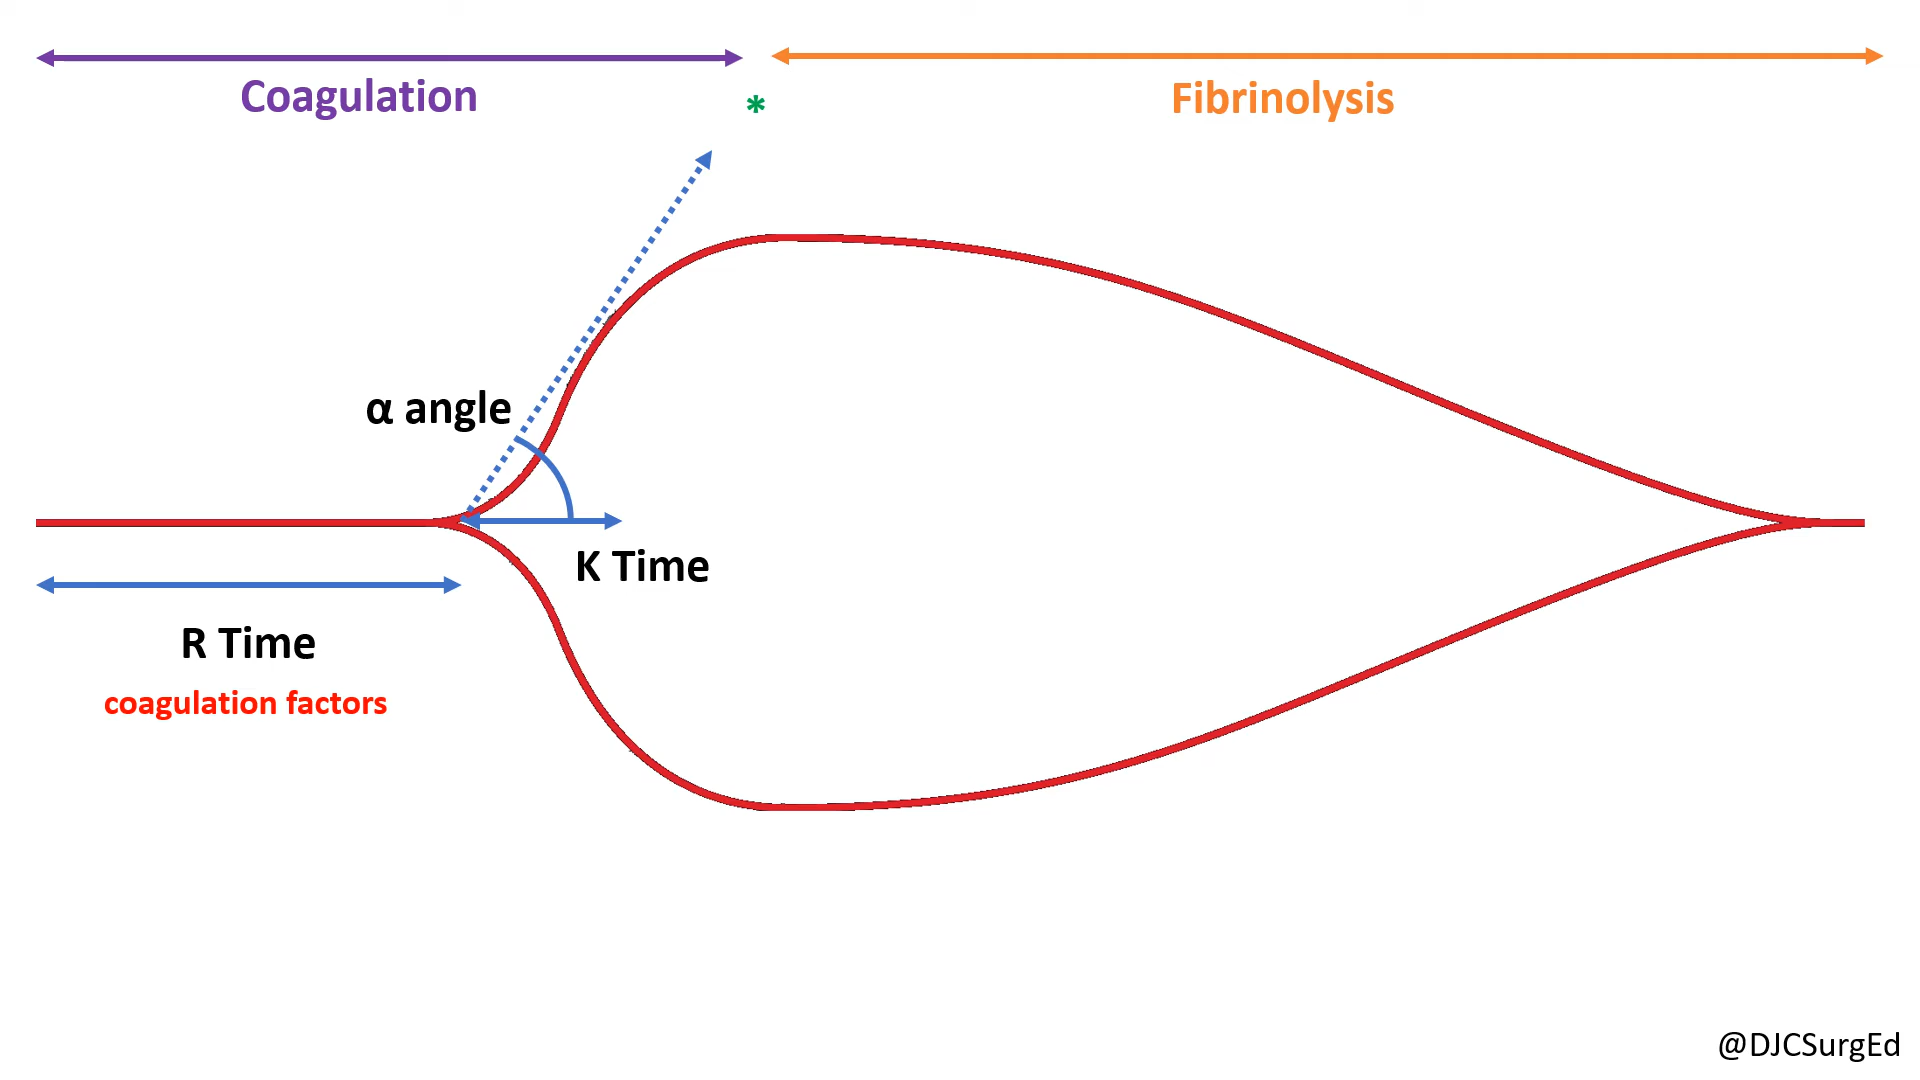 Coagulation
*
Fibrinolysis
α angle
K Time
R Time
coagulation factors
@DJCSurgEd